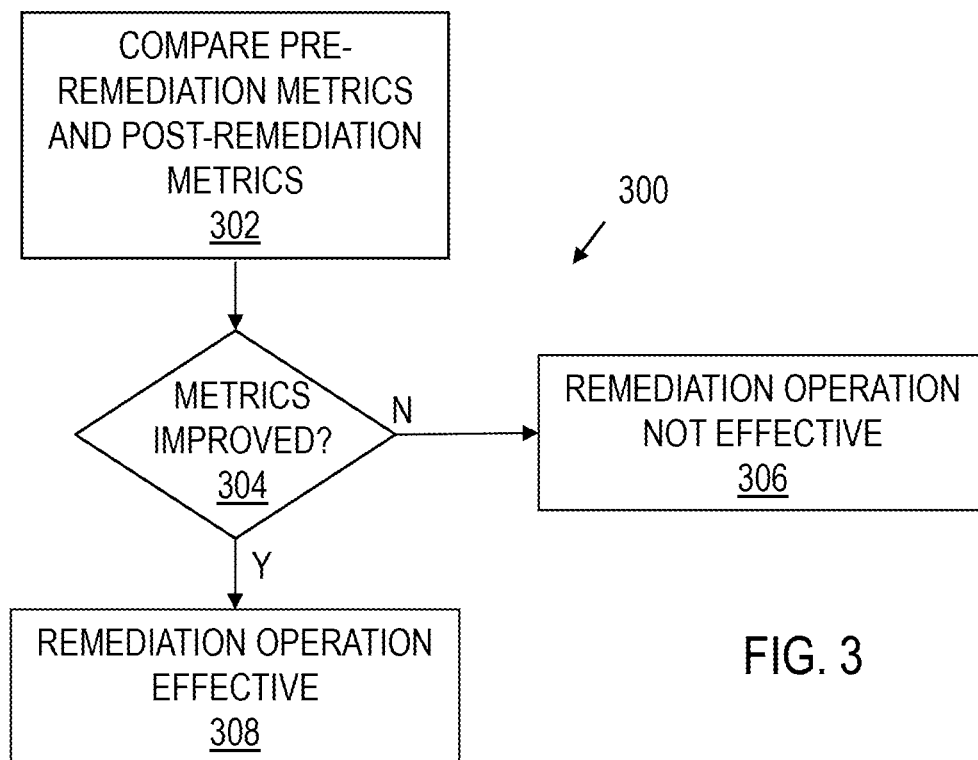 COMPARE PRE-
REMEDIATION METRICS
AND POST-REMEDIATION
METRICS
302
300
METRICS
IMPROVED?
304
N
REMEDIATION OPERATION
NOT EFFECTIVE
306
Y
REMEDIATION OPERATION
EFFECTIVE
308
FIG. 3